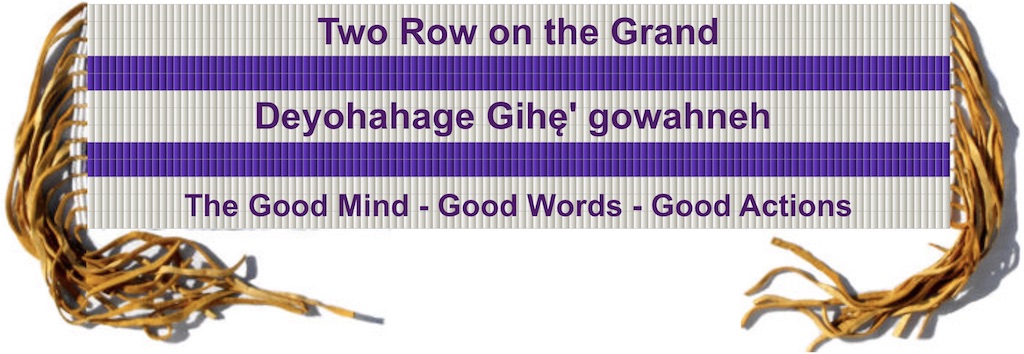 Two Row on the Grand
Deyohahage Gihę' gowahneh
The Good Mind - Good Words - Good Actions